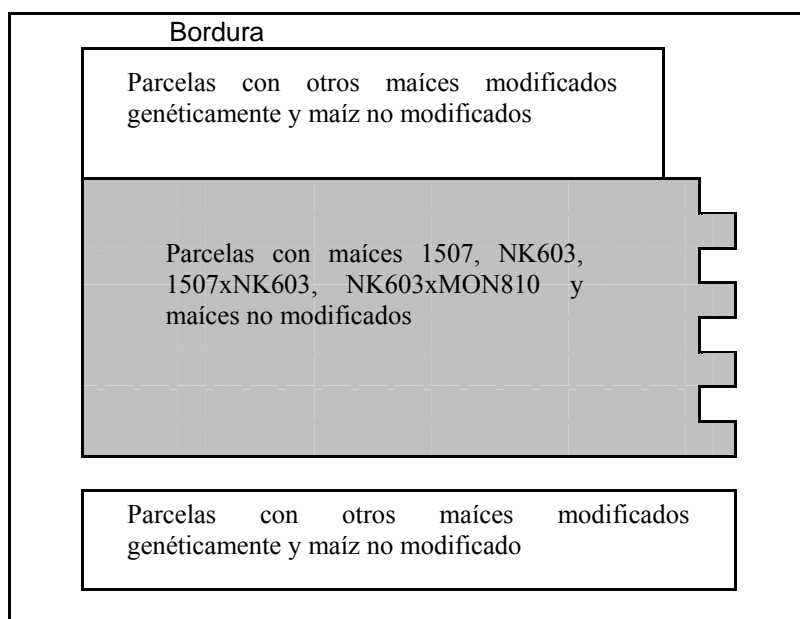 Bordura
Parcelas con otros maíces modificados
genéticamente y maíz no modificados
Parcelas con maíces 1507, NK603,
1507xNK603, NK603xMON810 y
maíces no modificados
Parcelas con otros maíces modificados
genéticamente y maíz no modificado